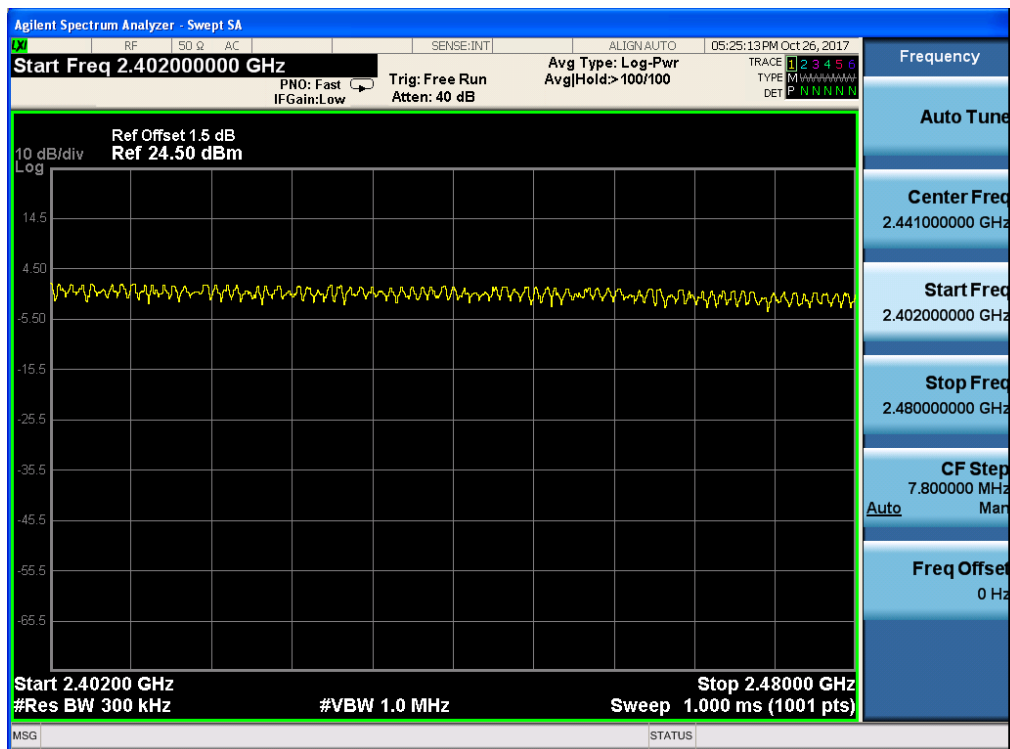 Agilent Spectrum Analyzer - Swept SA
LXI RF 50 Ω AC SENSE:INT ALIGN AUTO 05:25:13 PM Oct 26, 2017
Start Freq 2.402000000 GHz
PNO: Fast
IFGain:Low
Trig: Free Run
Atten: 40 dB
Avg Type: Log-Pwr
Avg|Hold:>100/100
TRACE 1 2 3 4 5 6
TYPE M
DET P N N N N N
Ref Offset 1.5 dB
10 dB/div Ref 24.50 dBm
Log
14.5
4.50
-5.50
-15.5
-25.5
-35.5
-45.5
-55.5
-65.5
Start 2.40200 GHz Stop 2.48000 GHz
#Res BW 300 kHz #VBW 1.0 MHz Sweep 1.000 ms (1001 pts)
MSG STATUS
Frequency
Auto Tune
Center Freq
2.441000000 GHz
Start Freq
2.402000000 GHz
Stop Freq
2.480000000 GHz
CF Step
7.800000 MHz
Auto Man
Freq Offset
0 Hz